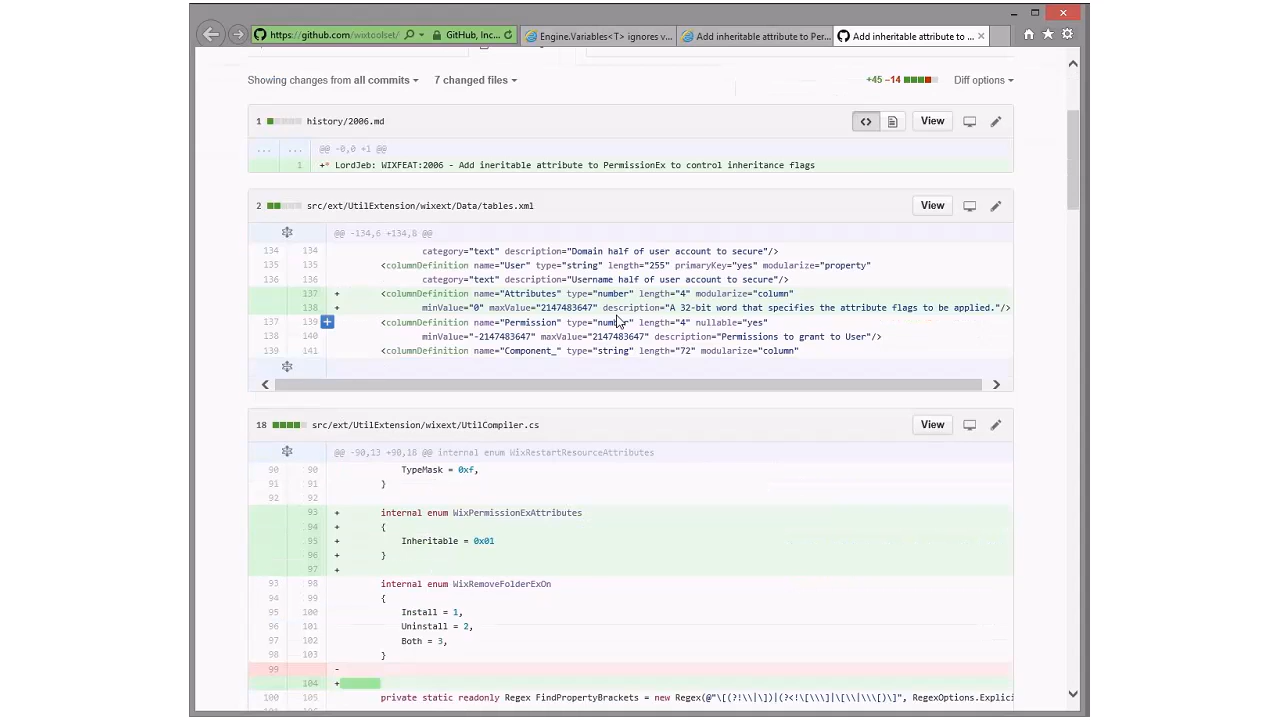 https://github.com/wixtoolset/ GitHub, Inc... Engine.Variables<T> ignores v... Add inheritable attribute to Per... Add inheritable attribute to ...
Showing changes from all commits 7 changed files +45 −14 Diff options
1 history/2006.md View
... ... @@ -0,0 +1 @@
1 +* LordJeb: WIXFEAT:2006 - Add ineritable attribute to PermissionEx to control inheritance flags
2 src/ext/UtilExtension/wixext/Data/tables.xml View
@@ -134,6 +134,8 @@
134 134 category="text" description="Domain half of user account to secure"/>
135 135 <columnDefinition name="User" type="string" length="255" primaryKey="yes" modularize="property"
136 136 category="text" description="Username half of user account to secure"/>
137 + <columnDefinition name="Attributes" type="number" length="4" modularize="column"
138 + minValue="0" maxValue="2147483647" description="A 32-bit word that specifies the attribute flags to be applied."/>
137 139 + <columnDefinition name="Permission" type="number" length="4" nullable="yes"
138 140 minValue="-2147483647" maxValue="2147483647" description="Permissions to grant to User"/>
139 141 <columnDefinition name="Component_" type="string" length="72" modularize="column"
18 src/ext/UtilExtension/wixext/UtilCompiler.cs View
@@ -90,13 +90,18 @@ internal enum WixRestartResourceAttributes
90 90 TypeMask = 0xf,
91 91 }
92 92
93 + internal enum WixPermissionExAttributes
94 + {
95 + Inheritable = 0x01
96 + }
97 +
93 98 internal enum WixRemoveFolderExOn
94 99 {
95 100 Install = 1,
96 101 Uninstall = 2,
97 102 Both = 3,
98 103 }
99 -
104 +
100 105 private static readonly Regex FindPropertyBrackets = new Regex(@"\[(?!\\|\])|(?<!\[\\\]|\[\\|\\\[)\]", RegexOptions.Explici